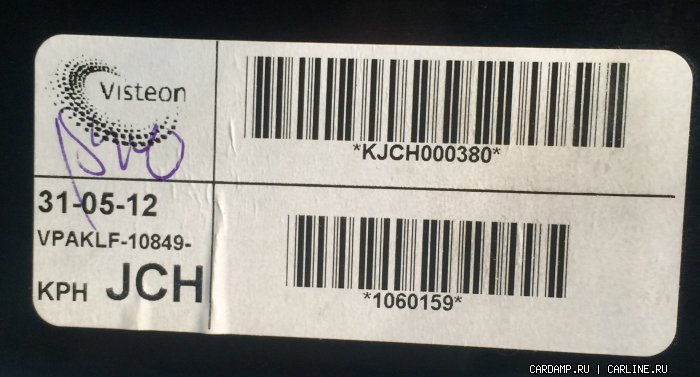 Visteon
31-05-12
VPAKLF-10849-
KPH JCH
*KJCH000380*
*1060159*
CARDAMP.RU | CARLINE.RU